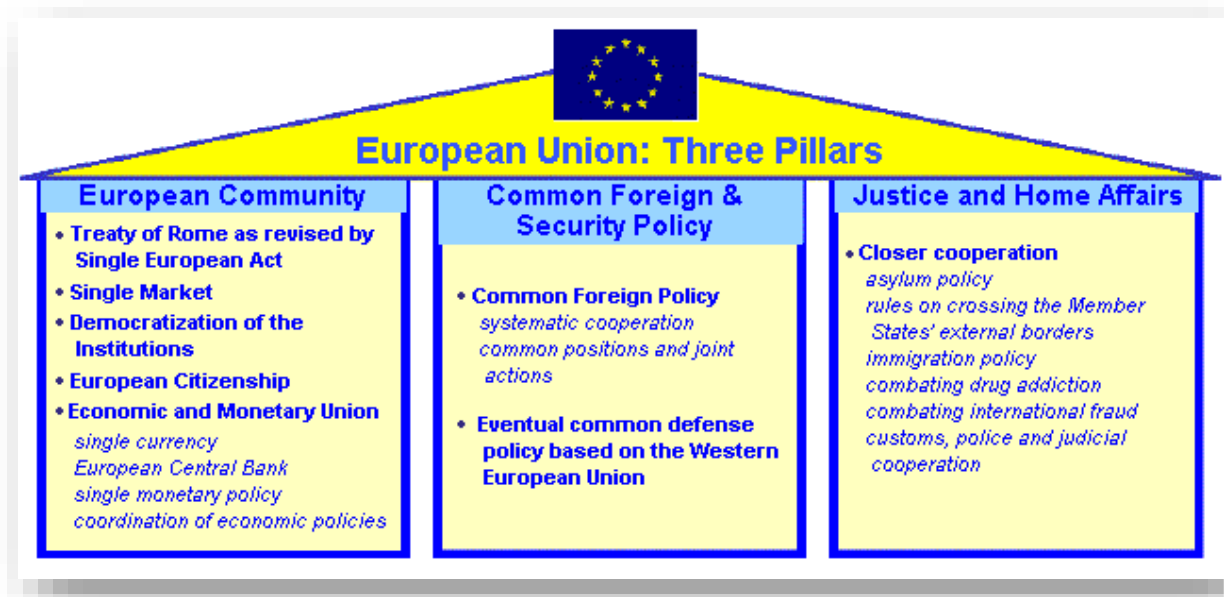 European Union: Three Pillars
European Community
• Treaty of Rome as revised by
Single European Act
• Single Market
• Democratization of the
Institutions
• European Citizenship
• Economic and Monetary Union
single currency
European Central Bank
single monetary policy
coordination of economic policies
Common Foreign &
Security Policy
• Common Foreign Policy
systematic cooperation
common positions and joint
actions
• Eventual common defense
policy based on the Western
European Union
Justice and Home Affairs
• Closer cooperation
asylum policy
rules on crossing the Member
States' external borders
immigration policy
combating drug addiction
combating international fraud
customs, police and judicial
cooperation